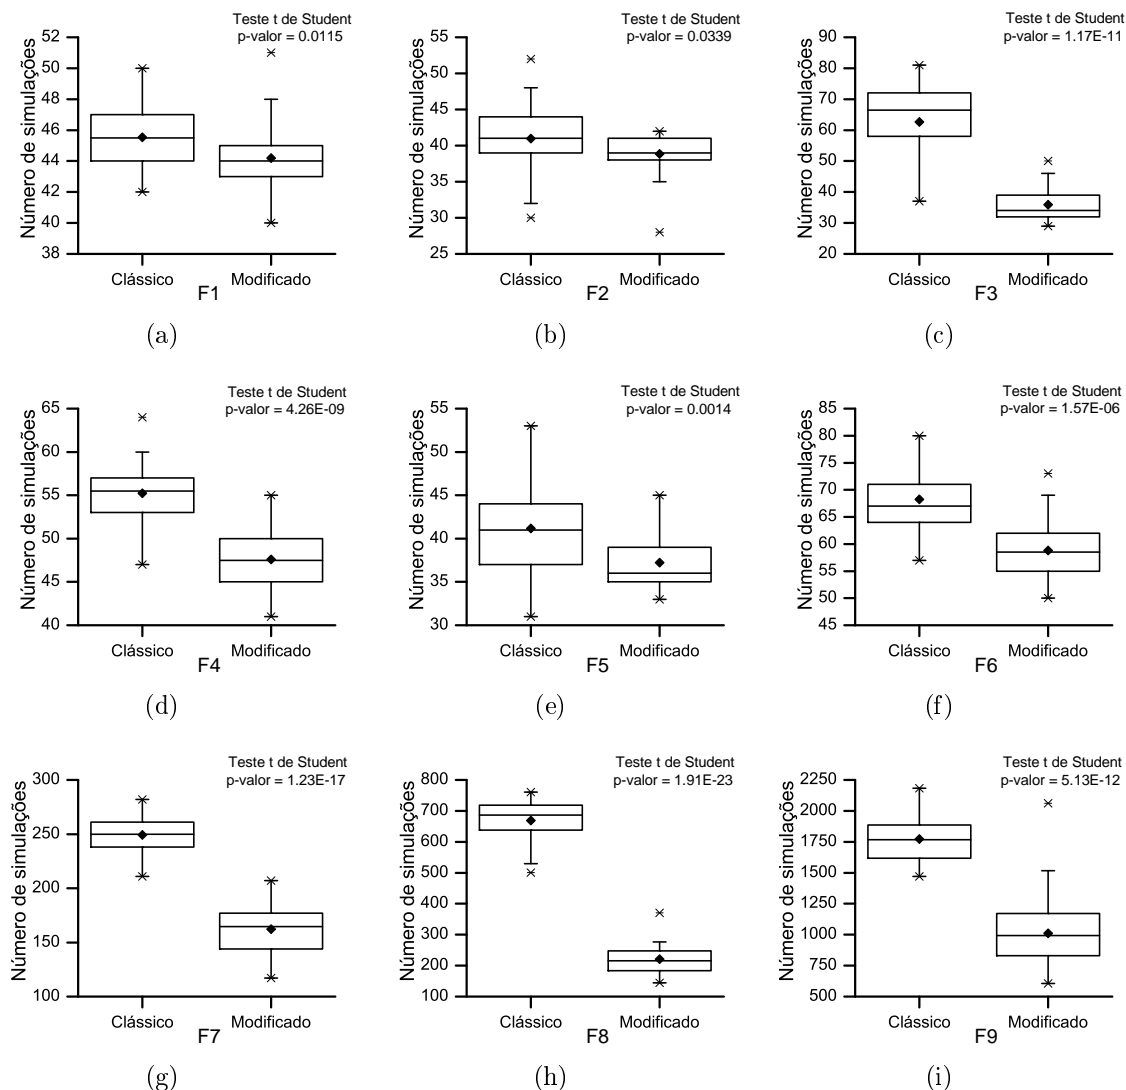 Teste t de Student
p-valor = 0.0115
Número de simulações
52
50
48
46
44
42
40
38
Clássico Modificado
F1
(a)
Teste t de Student
p-valor = 0.0339
Número de simulações
55
50
45
40
35
30
25
Clássico Modificado
F2
(b)
Teste t de Student
p-valor = 1.17E-11
Número de simulações
90
80
70
60
50
40
30
20
Clássico Modificado
F3
(c)
Teste t de Student
p-valor = 4.26E-09
Número de simulações
65
60
55
50
45
40
Clássico Modificado
F4
(d)
Teste t de Student
p-valor = 0.0014
Número de simulações
55
50
45
40
35
30
Clássico Modificado
F5
(e)
Teste t de Student
p-valor = 1.57E-06
Número de simulações
85
80
75
70
65
60
55
50
45
Clássico Modificado
F6
(f)
Teste t de Student
p-valor = 1.23E-17
Número de simulações
300
250
200
150
100
Clássico Modificado
F7
(g)
Teste t de Student
p-valor = 1.91E-23
Número de simulações
800
700
600
500
400
300
200
100
Clássico Modificado
F8
(h)
Teste t de Student
p-valor = 5.13E-12
Número de simulações
2250
2000
1750
1500
1250
1000
750
500
Clássico Modificado
F9
(i)